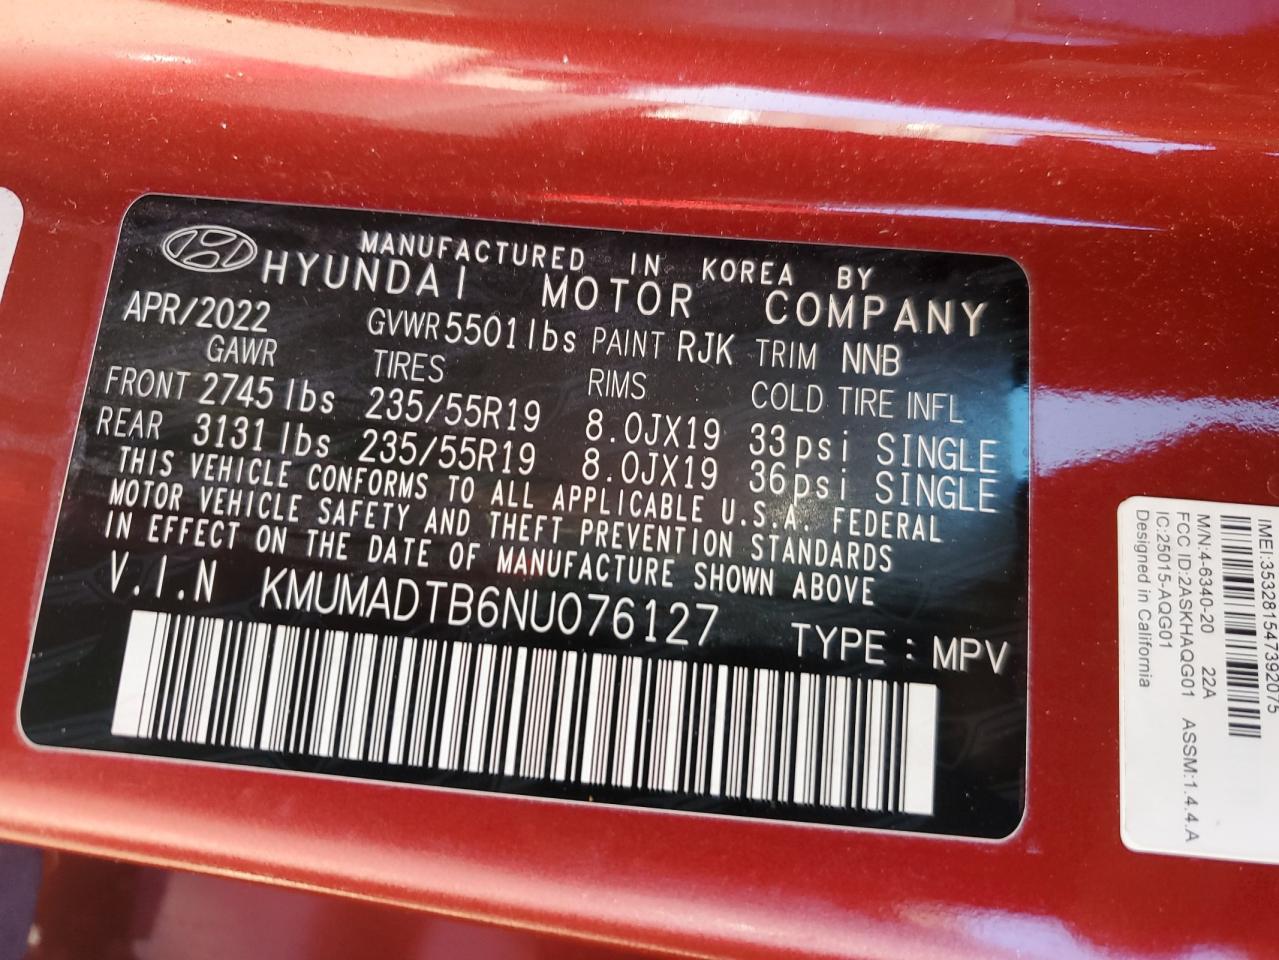 MANUFACTURED IN KOREA BY
HYUNDAI MOTOR COMPANY
APR/2022 GVWR 5501 lbs PAINT RJK TRIM NNB
GAWR TIRES RIMS COLD TIRE INFL
FRONT 2745 lbs 235/55R19 8.0JX19 33 psi SINGLE
REAR 3131 lbs 235/55R19 8.0JX19 36 psi SINGLE
THIS VEHICLE CONFORMS TO ALL APPLICABLE U.S.A. FEDERAL
MOTOR VEHICLE SAFETY AND THEFT PREVENTION STANDARDS
IN EFFECT ON THE DATE OF MANUFACTURE SHOWN ABOVE
V.I.N KMUMADTB6NU076127 TYPE : MPV
IMEI:353281547392075
M/N:4-6340-20 22A
FCC ID:2ASKHAQG01 ASSM:1.4.4.A
IC:25015-AQG01
Designed in California